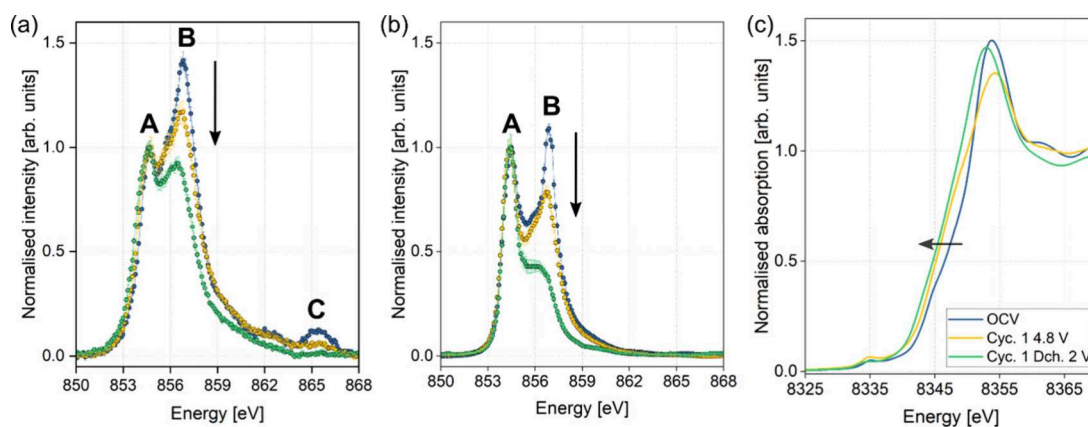 (a)
Normalised intensity [arb. units]
1.5
1.0
0.5
0.0
A
B
C
850 853 856 859 862 865 868
Energy [eV]
(b)
Normalised intensity [arb. units]
1.5
1.0
0.5
0.0
A
B
850 853 856 859 862 865 868
Energy [eV]
(c)
Normalised absorption [arb. units]
1.5
1.0
0.5
0.0
OCV
Cyc. 1 4.8 V
Cyc. 1 Dch. 2 V
8325 8335 8345 8355 8365
Energy [eV]